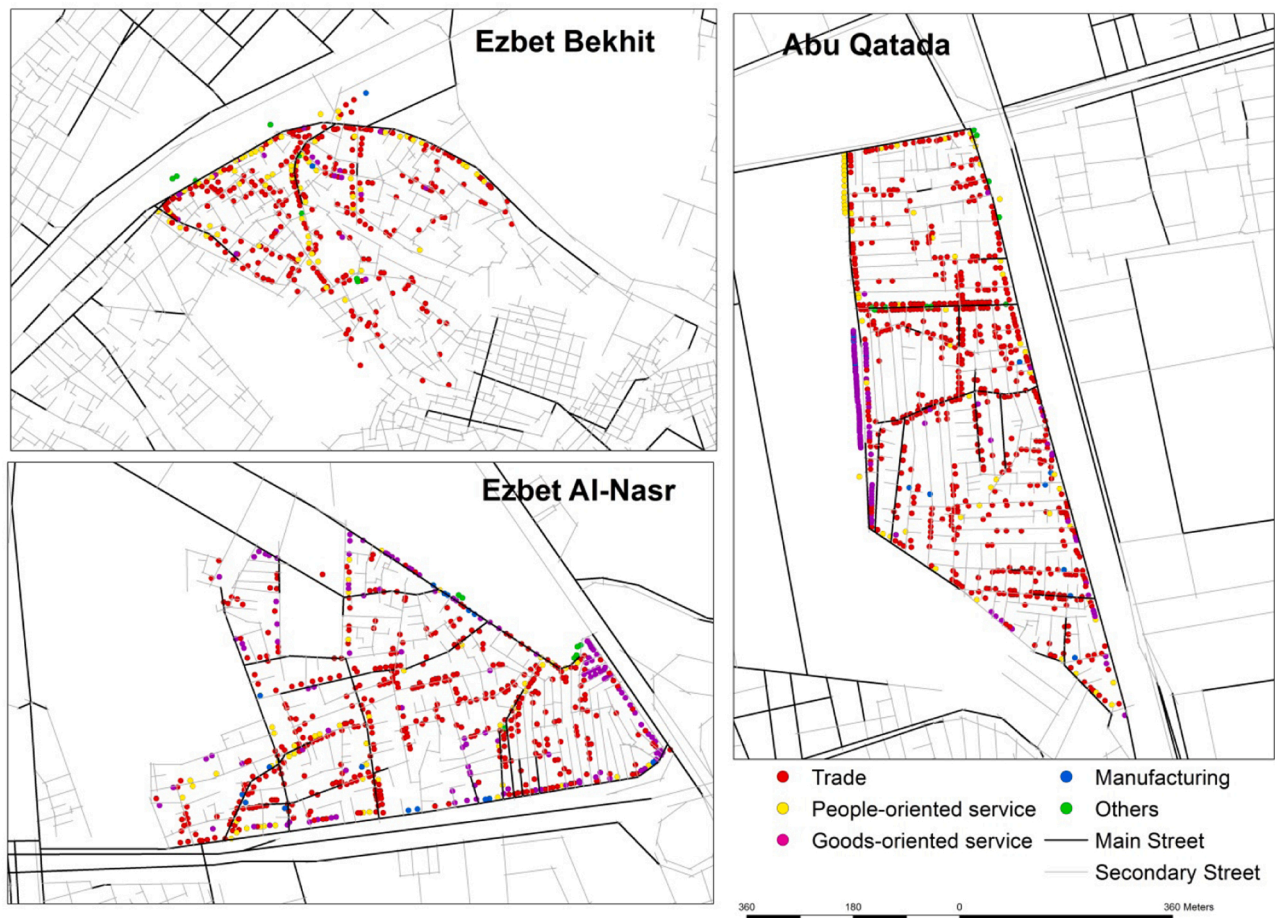 Ezbet Bekhit
Abu Qatada
Ezbet Al-Nasr
Trade
People-oriented service
Goods-oriented service
Manufacturing
Others
Main Street
Secondary Street
360 180 0 360 Meters